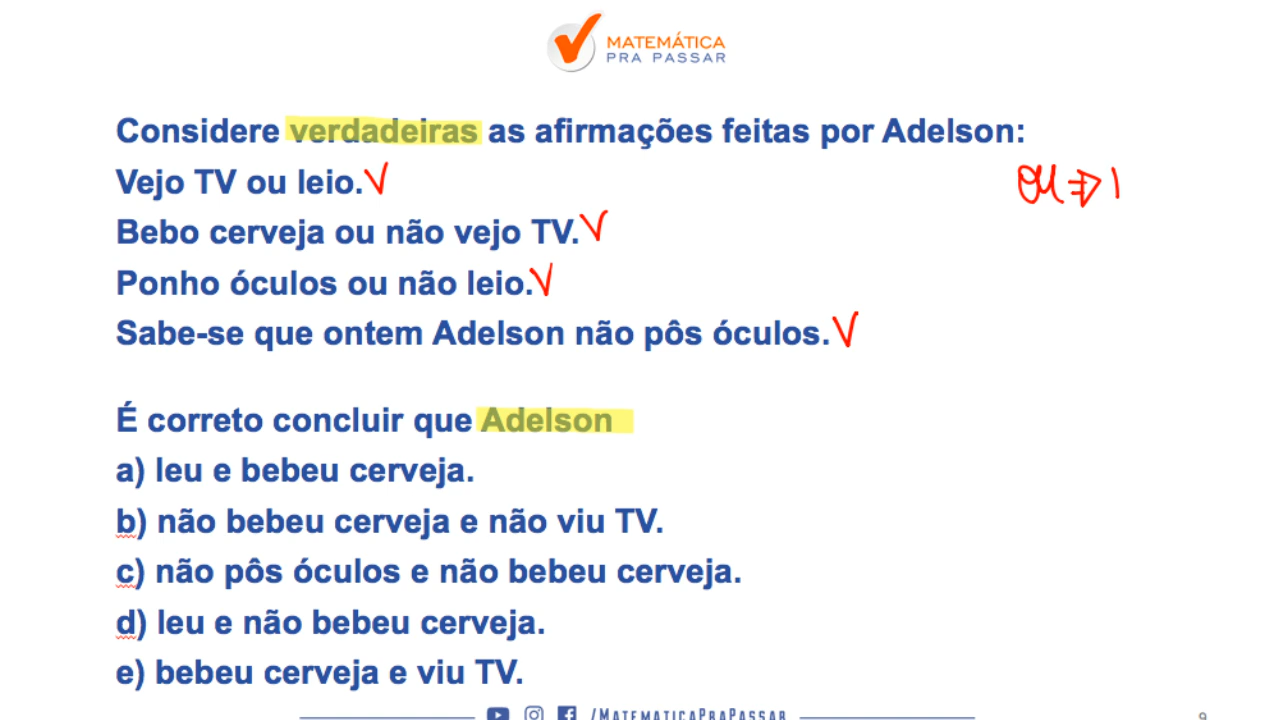 MATEMÁTICA
PRA PASSAR
Considere verdadeiras as afirmações feitas por Adelson:
Vejo TV ou leio. V
OU ⇒ 1
Bebo cerveja ou não vejo TV. V
Ponho óculos ou não leio. V
Sabe-se que ontem Adelson não pôs óculos. V
É correto concluir que Adelson
a) leu e bebeu cerveja.
b) não bebeu cerveja e não viu TV.
c) não pôs óculos e não bebeu cerveja.
d) leu e não bebeu cerveja.
e) bebeu cerveja e viu TV.
/MATEMATICAPRAPASSAR
9